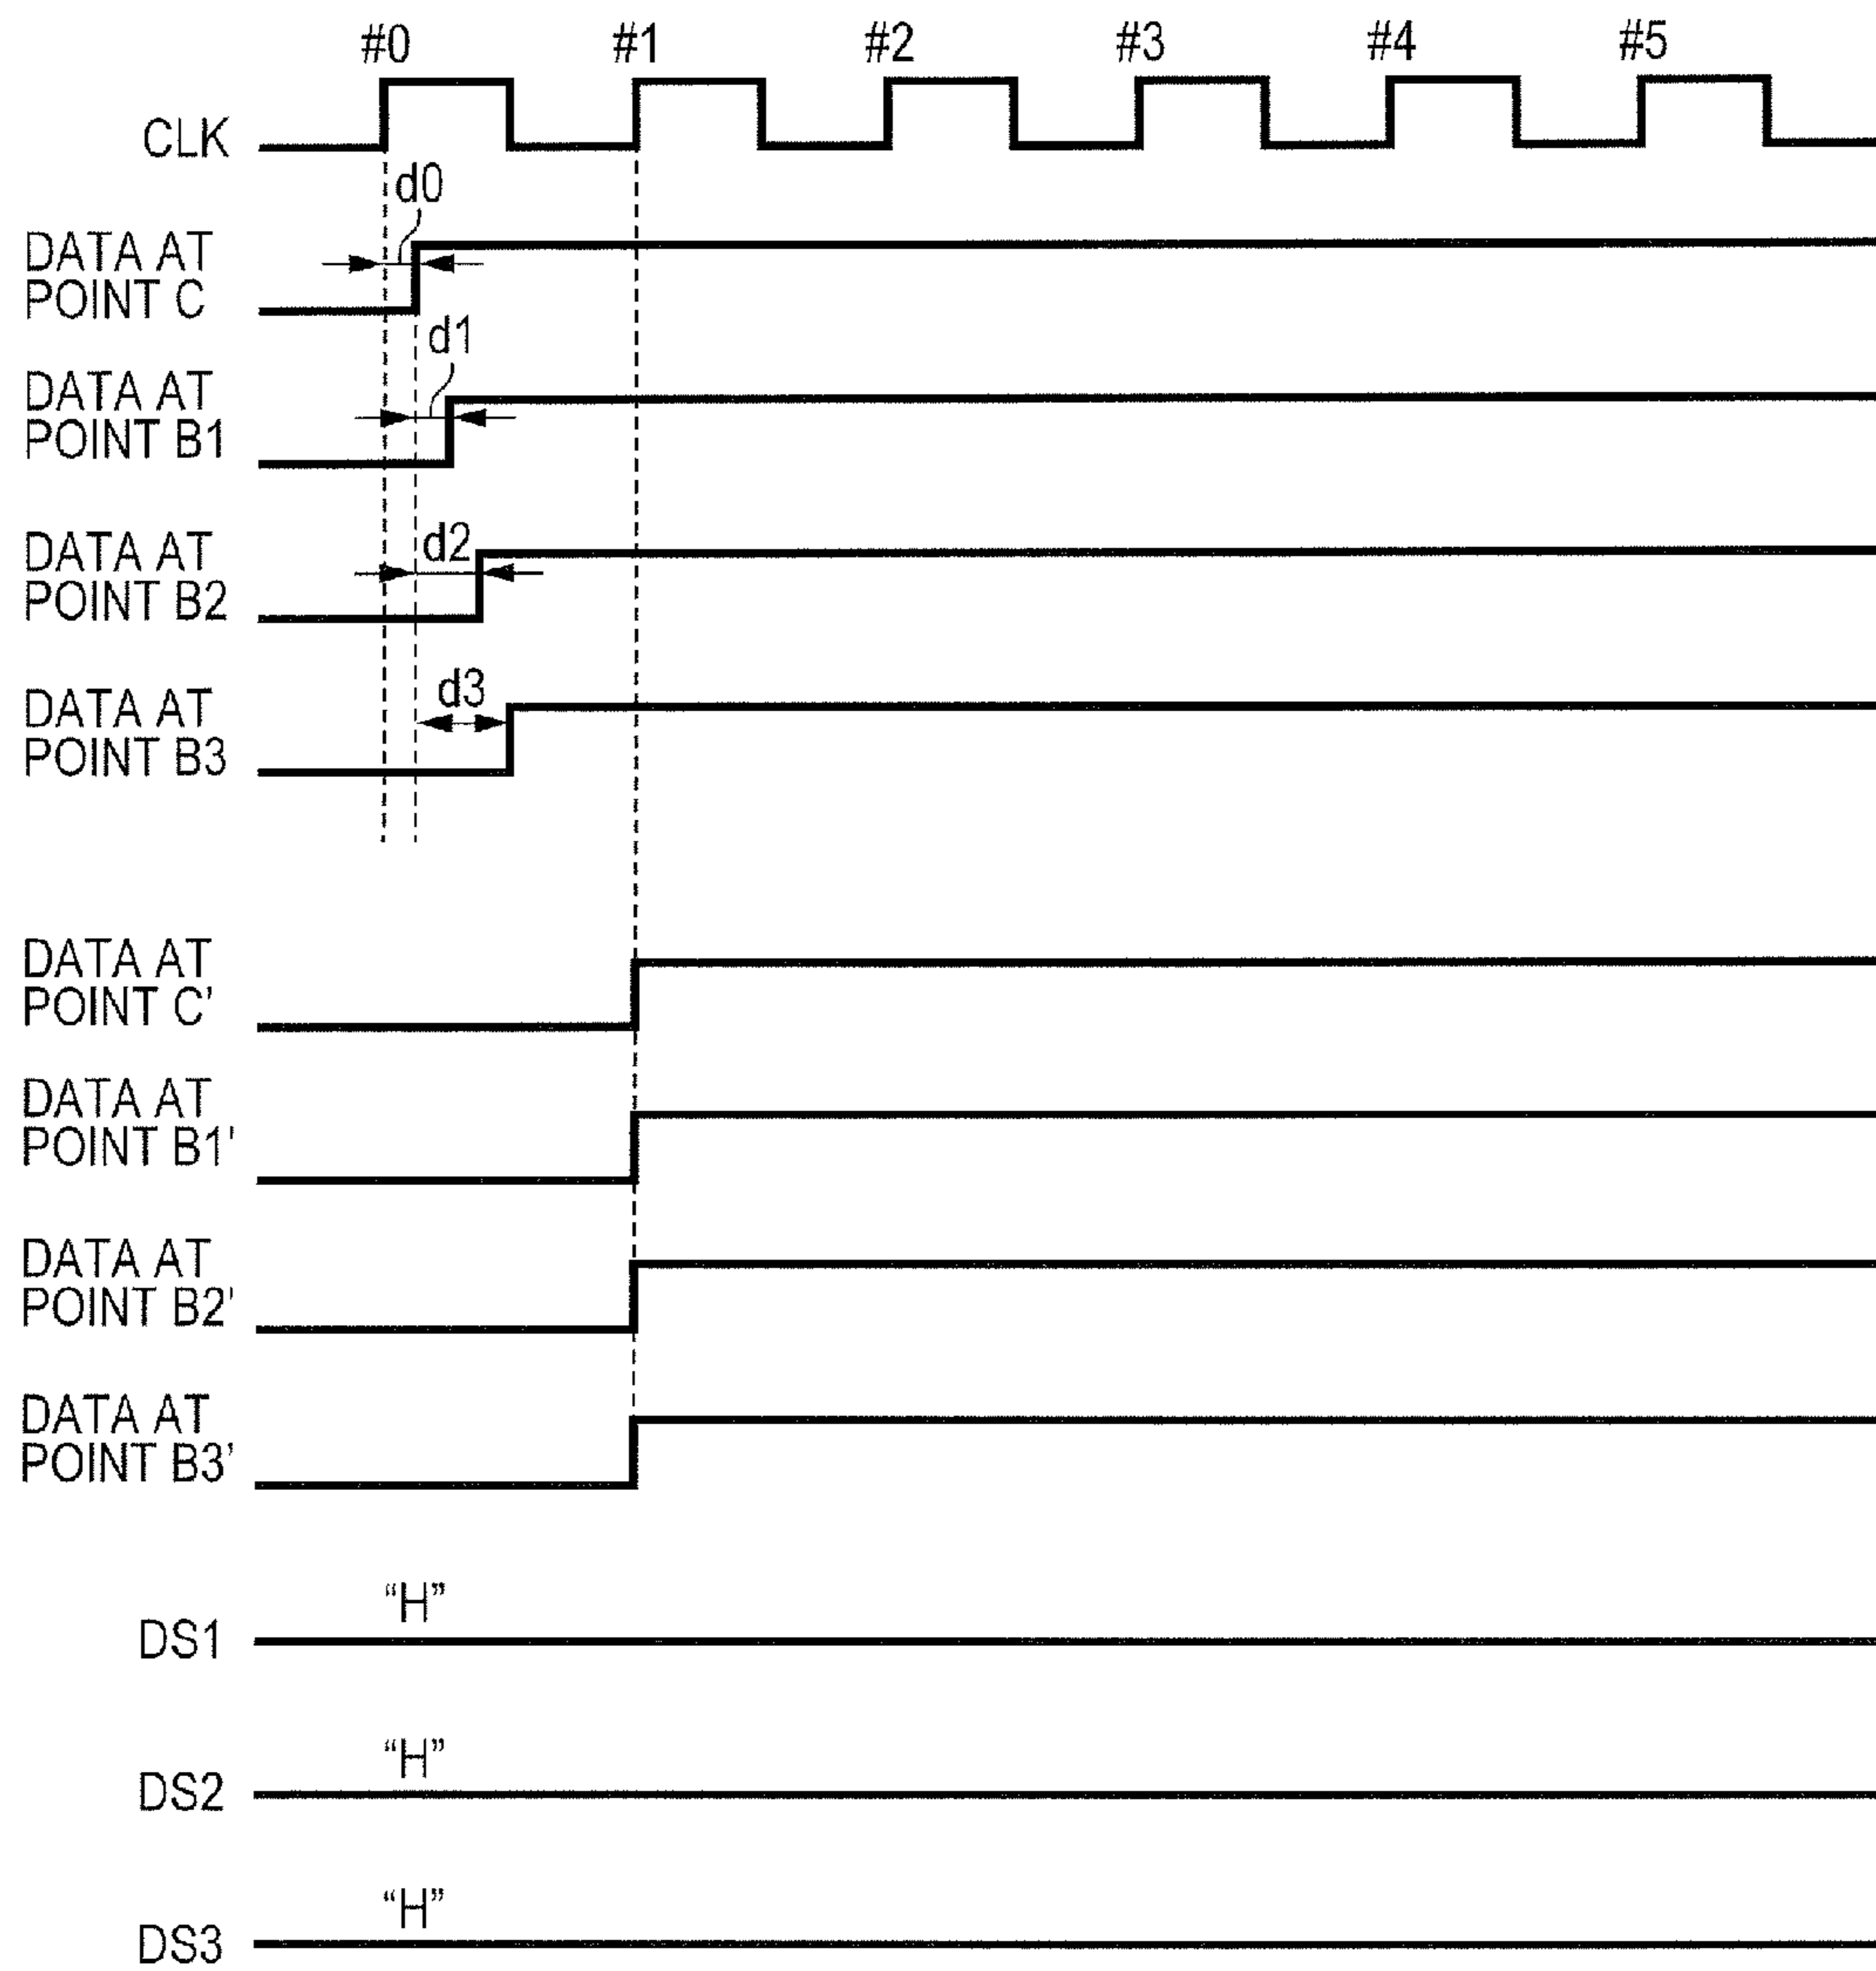 #0 #1 #2 #3 #4 #5
CLK
d0
DATA AT
POINT C
d1
DATA AT
POINT B1
d2
DATA AT
POINT B2
d3
DATA AT
POINT B3
DATA AT
POINT C'
DATA AT
POINT B1'
DATA AT
POINT B2'
DATA AT
POINT B3'
“H”
DS1
“H”
DS2
“H”
DS3